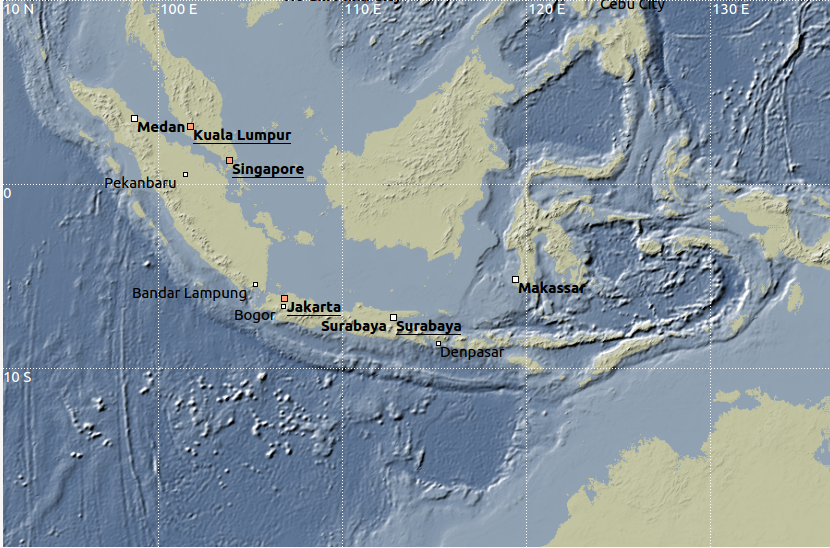 10 N
100 E
110 E
120 E
130 E
Cebu City
Medan
Kuala Lumpur
Singapore
Pekanbaru
0
Bandar Lampung
Makassar
Jakarta
Bogor
Surabaya
Surabaya
Denpasar
10 S